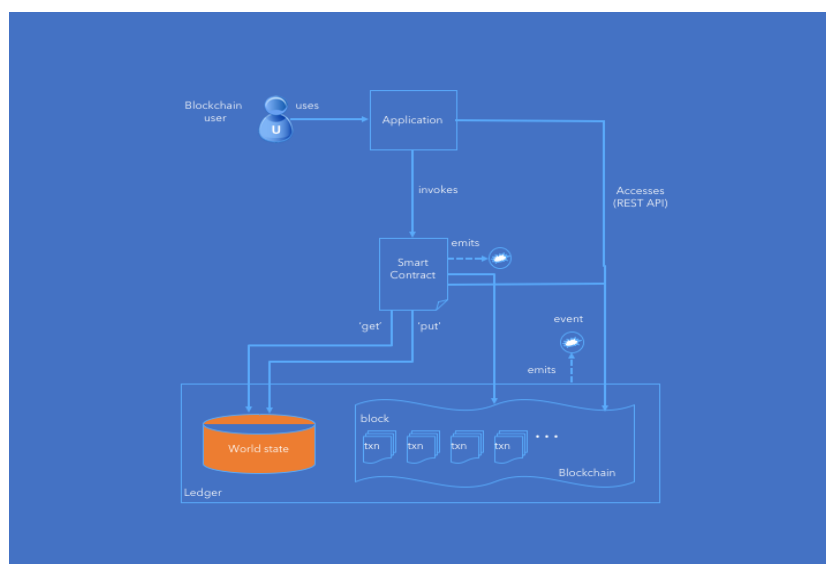 Blockchain
user
uses
U
Application
invokes
Accesses
(REST API)
emits
Smart
Contract
'get'
'put'
event
emits
block
txn
txn
txn
txn
...
World state
Blockchain
Ledger